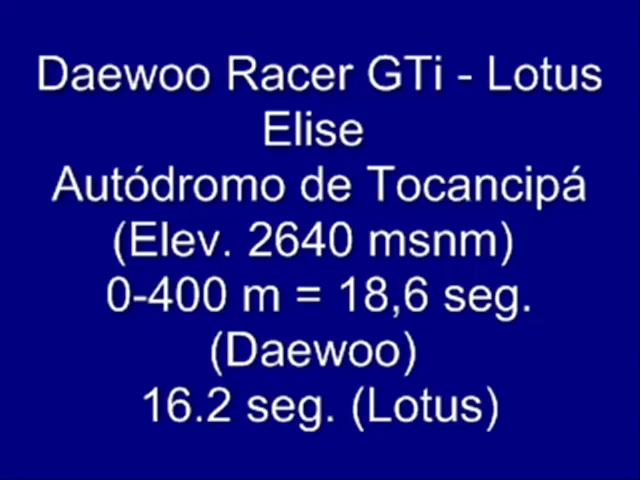 Daewoo Racer GTi - Lotus
Elise
Autódromo de Tocancipá
(Elev. 2640 msnm)
0-400 m = 18,6 seg.
(Daewoo)
16.2 seg. (Lotus)